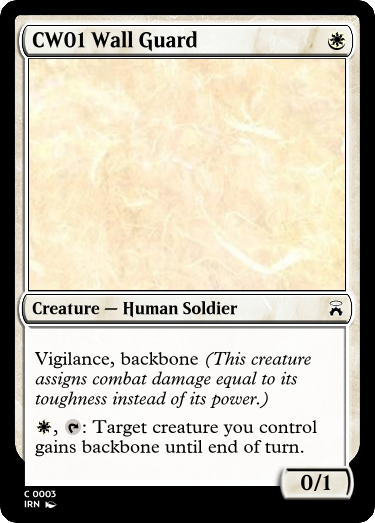 CW01 Wall Guard
Creature — Human Soldier
Vigilance, backbone (This creature
assigns combat damage equal to its
toughness instead of its power.)
, : Target creature you control
gains backbone until end of turn.
0/1
C 0003
IRN